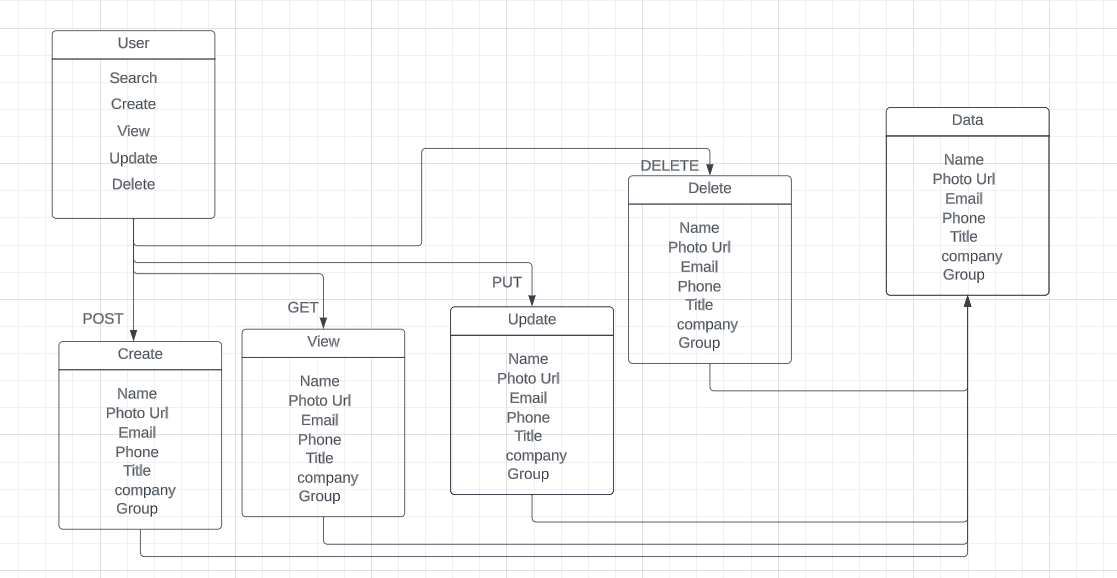 User
Search
Create
View
Update
Delete
POST
Create
Name
Photo Url
Email
Phone
Title
company
Group
GET
View
Name
Photo Url
Email
Phone
Title
company
Group
PUT
Update
Name
Photo Url
Email
Phone
Title
company
Group
DELETE
Delete
Name
Photo Url
Email
Phone
Title
company
Group
Data
Name
Photo Url
Email
Phone
Title
company
Group